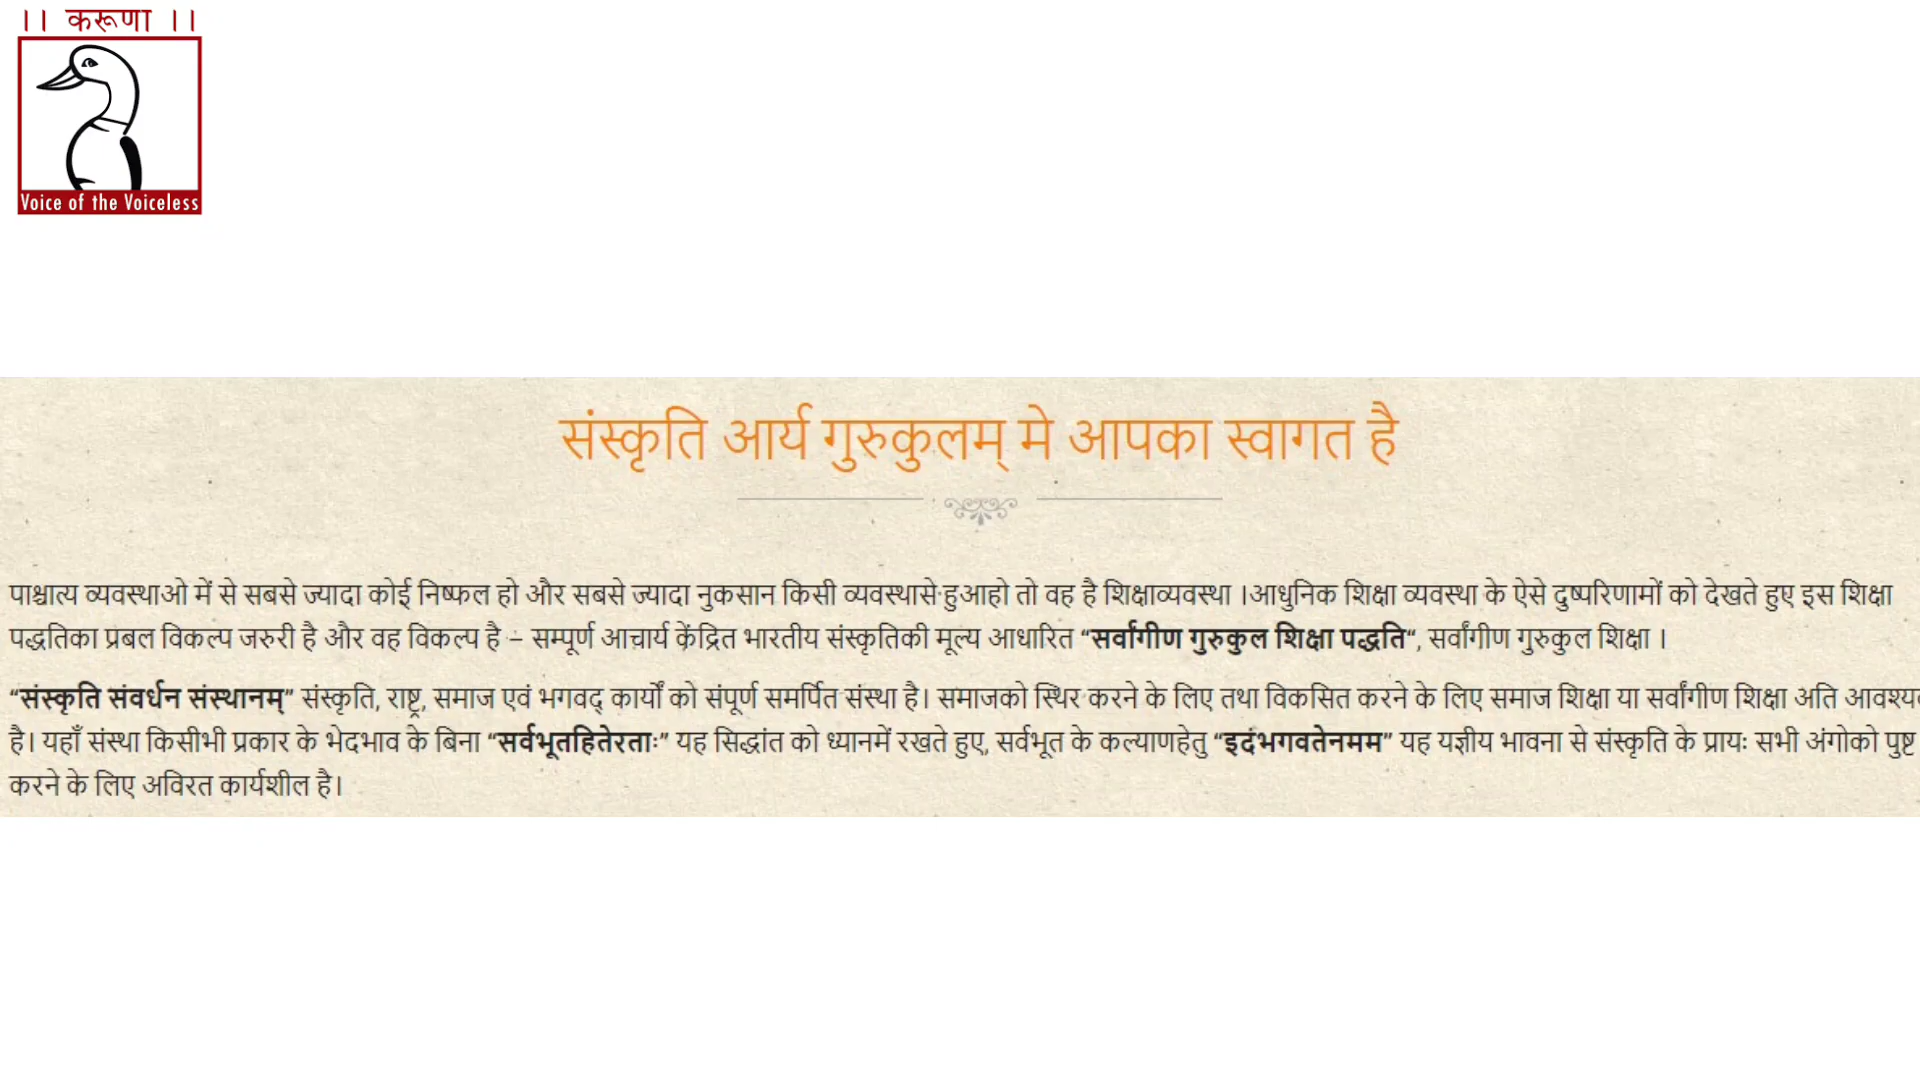 ।। करूणा ।।
Voice of the Voiceless
संस्कृति आर्य गुरुकुलम् मे आपका स्वागत है
पाश्चात्य व्यवस्थाओ में से सबसे ज्यादा कोई निष्फल हो और सबसे ज्यादा नुकसान किसी व्यवस्थासे हुआहो तो वह है शिक्षाव्यवस्था ।आधुनिक शिक्षा व्यवस्था के ऐसे दुष्परिणामों को देखते हुए इस शिक्षा
पद्धतिका प्रबल विकल्प जरुरी है और वह विकल्प है – सम्पूर्ण आचार्य केंद्रित भारतीय संस्कृतिकी मूल्य आधारित “सर्वांगीण गुरुकुल शिक्षा पद्धति“, सर्वांगीण गुरुकुल शिक्षा ।
“संस्कृति संवर्धन संस्थानम्” संस्कृति, राष्ट्र, समाज एवं भगवद् कार्यों को संपूर्ण समर्पित संस्था है। समाजको स्थिर करने के लिए तथा विकसित करने के लिए समाज शिक्षा या सर्वांगीण शिक्षा अति
है। यहाँ संस्था किसीभी प्रकार के भेदभाव के बिना “सर्वभूतहितेरताः” यह सिद्धांत को ध्यानमें रखते हुए, सर्वभूत के कल्याणहेतु “इदंभगवतेनमम” यह यज्ञीय भावना से संस्कृति के प्रायः सभी अंगोको पुष्ट
करने के लिए अविरत कार्यशील है।